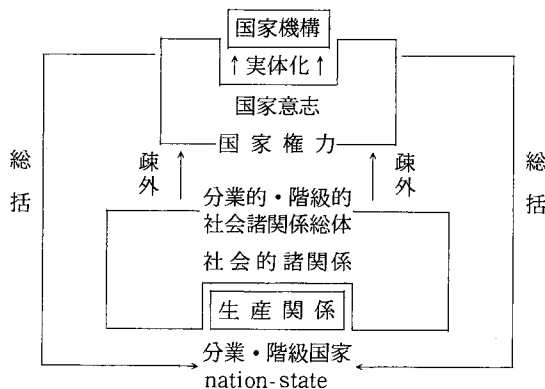 国家機構
↑実体化↑
国家意志
国家権力
疎外
疎外
総括
総括
分業的・階級的
社会諸関係総体
社会的諸関係
生産関係
分業・階級国家
nation-state